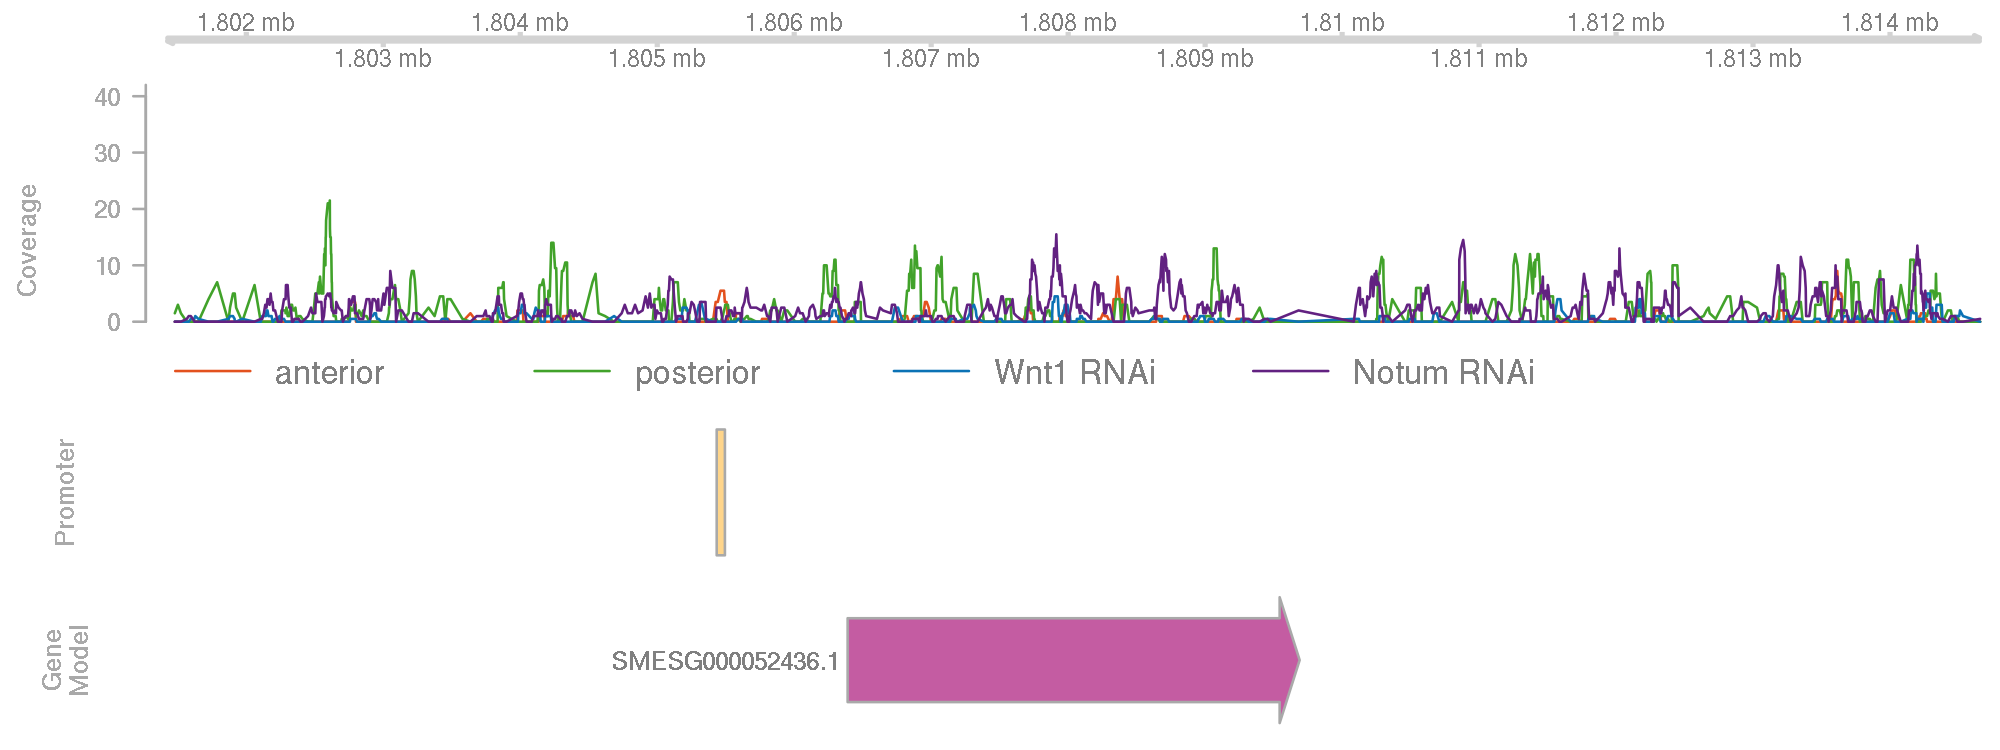 1.802 mb 1.804 mb 1.806 mb 1.808 mb 1.81 mb 1.812 mb 1.814 mb
1.803 mb 1.805 mb 1.807 mb 1.809 mb 1.811 mb 1.813 mb
Coverage
40
30
20
10
0
anterior posterior Wnt1 RNAi Notum RNAi
Promoter
Gene
Model
SMESG000052436.1